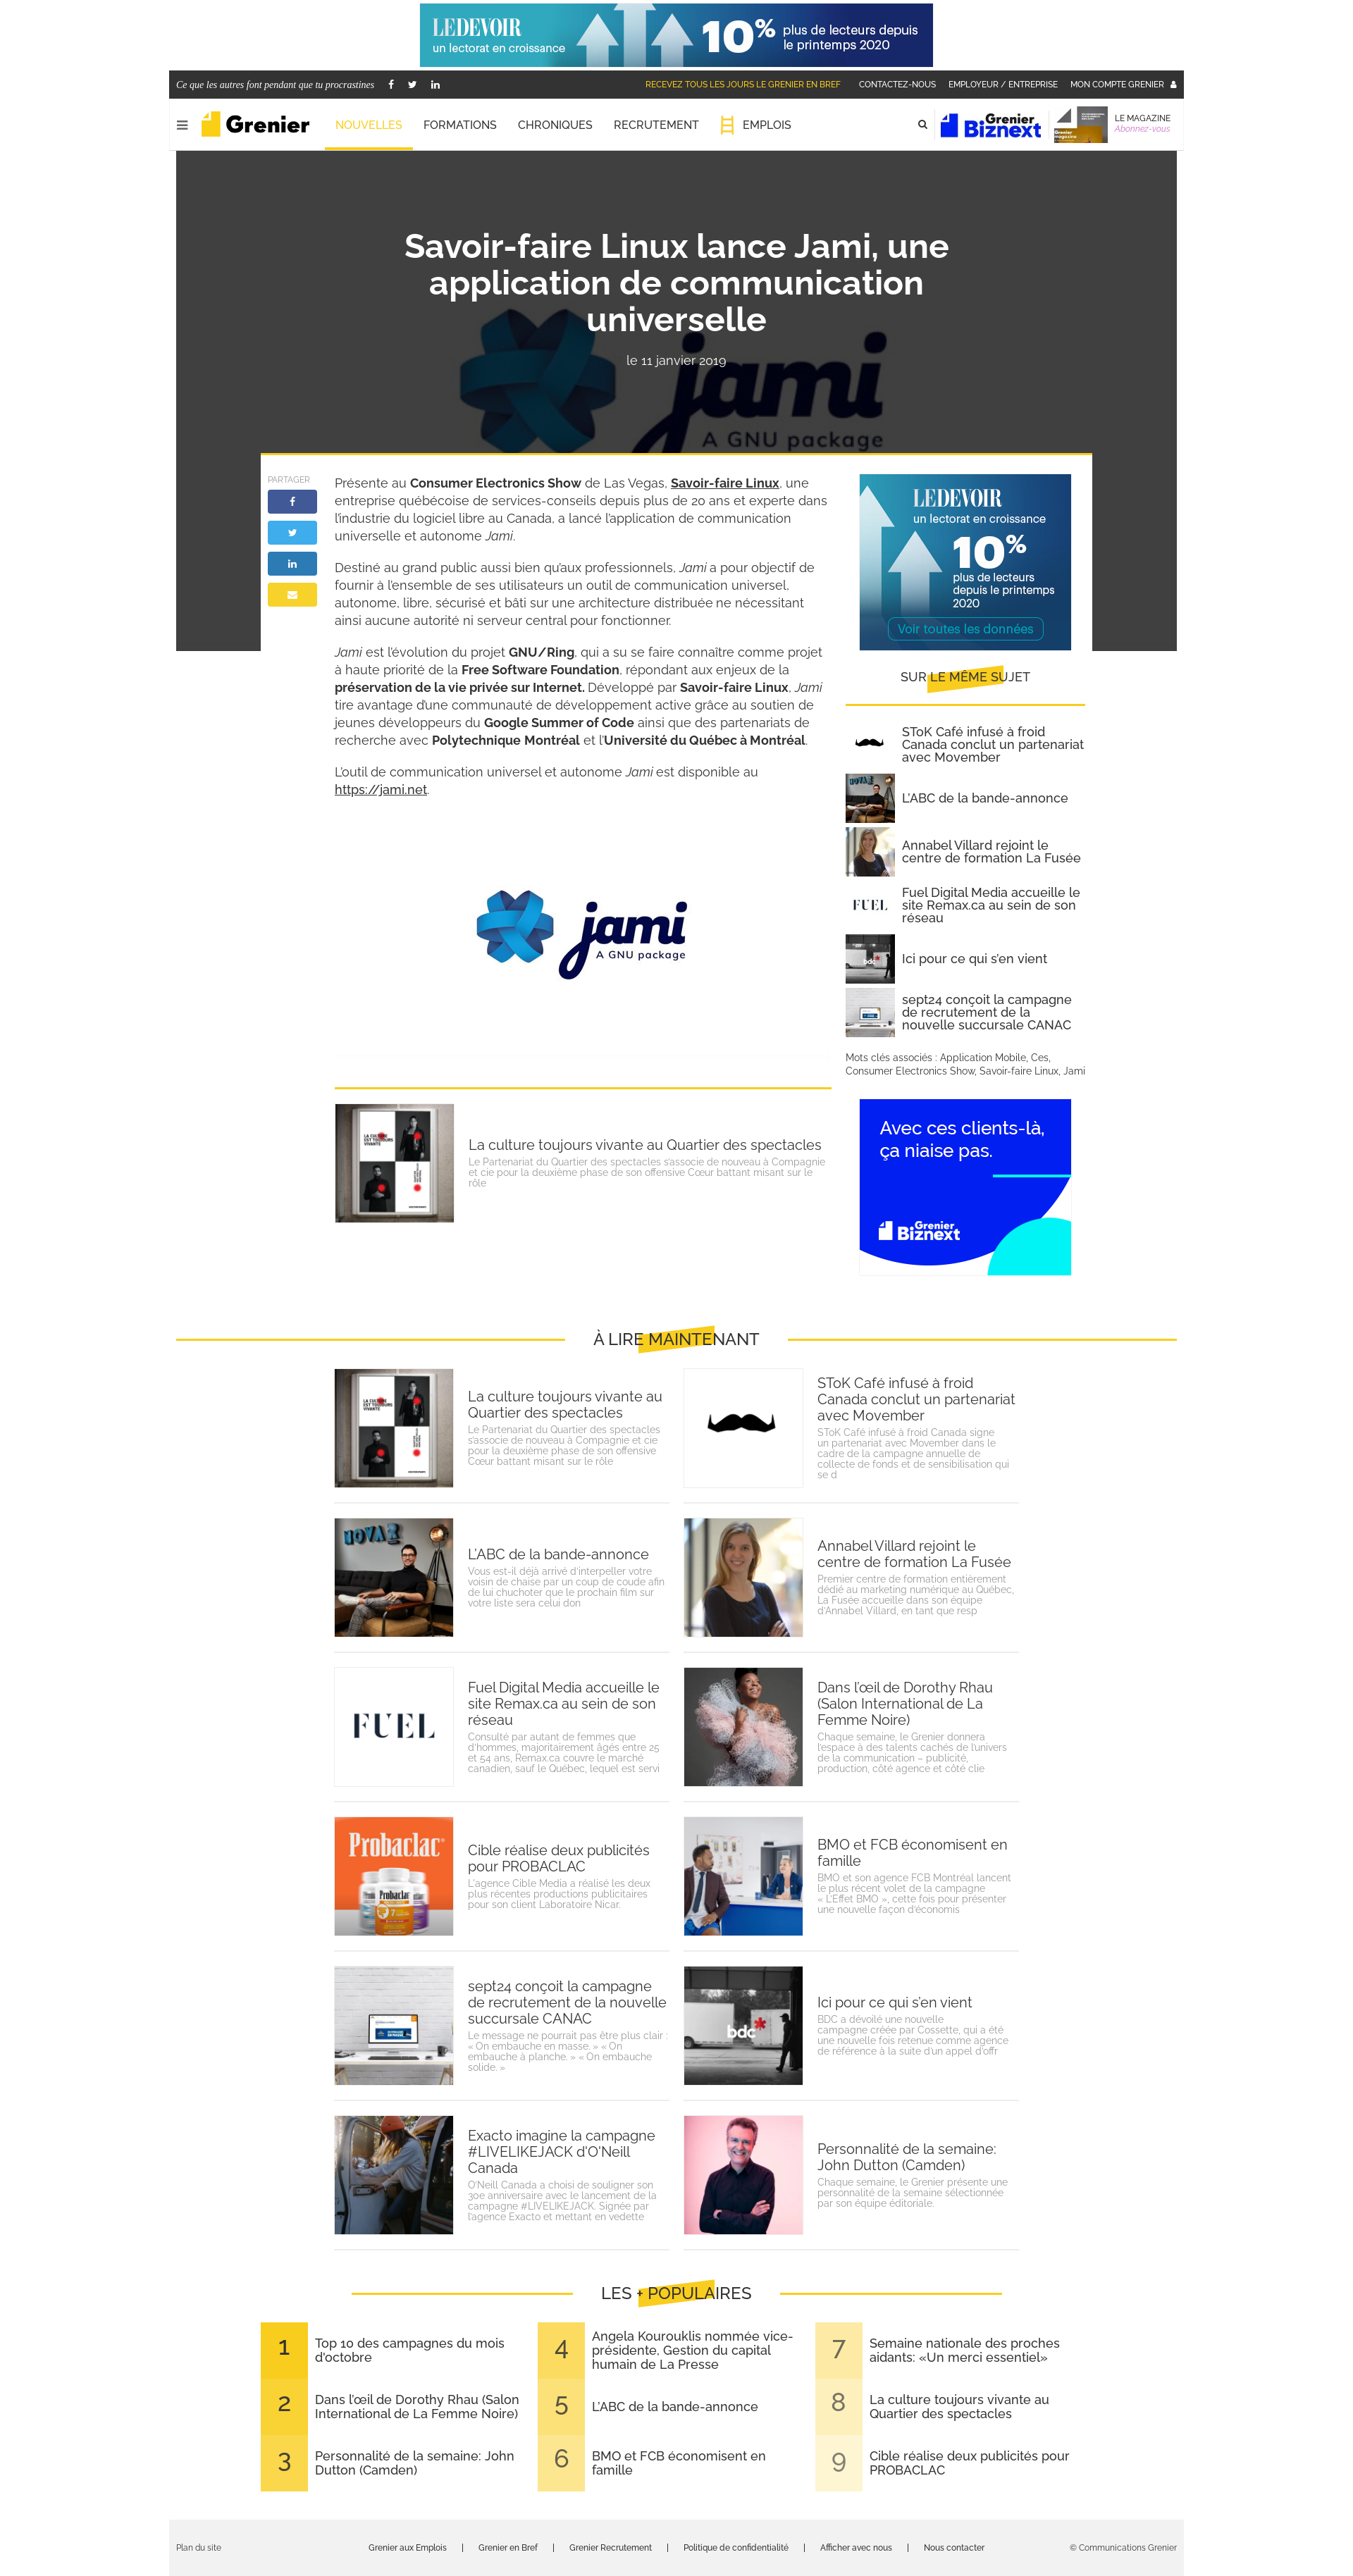 LE DEVOIR
un lectorat en croissance
10%
plus de lecteurs depuis
le printemps 2020
Ce que les autres font pendant que tu procrastines
RECEVEZ TOUS LES JOURS LE GRENIER EN BREF
CONTACTEZ-NOUS
EMPLOYEUR / ENTREPRISE
MON COMPTE GRENIER
Grenier
NOUVELLES
FORMATIONS
CHRONIQUES
RECRUTEMENT
EMPLOIS
Grenier
Biznext
LE MAGAZINE
Abonnez-vous
Savoir-faire Linux lance Jami, une
application de communication
universelle
le 11 janvier 2019
jami
A GNU package
PARTAGER
Présente au Consumer Electronics Show de Las Vegas, Savoir-faire Linux, une
entreprise québécoise de services-conseils depuis plus de 20 ans et experte dans
l'industrie du logiciel libre au Canada, a lancé l'application de communication
universelle et autonome Jami.
Destiné au grand public aussi bien qu'aux professionnels, Jami a pour objectif de
fournir à l'ensemble de ses utilisateurs un outil de communication universel,
autonome, libre, sécurisé et bâti sur une architecture distribuée ne nécessitant
ainsi aucune autorité ni serveur central pour fonctionner.
Jami est l'évolution du projet GNU/Ring, qui a su se faire connaître comme projet
à haute priorité de la Free Software Foundation, répondant aux enjeux de la
préservation de la vie privée sur Internet. Développé par Savoir-faire Linux, Jami
tire avantage d'une communauté de développement active grâce au soutien de
jeunes développeurs du Google Summer of Code ainsi que des partenariats de
recherche avec Polytechnique Montréal et l'Université du Québec à Montréal.
L'outil de communication universel et autonome Jami est disponible au
https://jami.net.
jami
A GNU package
La culture toujours vivante au Quartier des spectacles
Le Partenariat du Quartier des spectacles s'associe de nouveau à Compagnie
et cie pour la deuxième phase de son offensive Cœur battant misant sur le
rôle
LE DEVOIR
un lectorat en croissance
10%
plus de lecteurs
depuis le printemps
2020
Voir toutes les données
SUR LE MÊME SUJET
SToK Café infusé à froid
Canada conclut un partenariat
avec Movember
L'ABC de la bande-annonce
Annabel Villard rejoint le
centre de formation La Fusée
FUEL
Fuel Digital Media accueille le
site Remax.ca au sein de son
réseau
bdc
Ici pour ce qui s'en vient
sept24 conçoit la campagne
de recrutement de la
nouvelle succursale CANAC
Mots clés associés : Application Mobile, Ces,
Consumer Electronics Show, Savoir-faire Linux, Jami
Avec ces clients-là,
ça niaise pas.
Grenier
Biznext
À LIRE MAINTENANT
LA CULTURE
EST TOUJOURS
VIVANTE
La culture toujours vivante au
Quartier des spectacles
Le Partenariat du Quartier des spectacles
s'associe de nouveau à Compagnie et cie
pour la deuxième phase de son offensive
Cœur battant misant sur le rôle
SToK Café infusé à froid
Canada conclut un partenariat
avec Movember
SToK Café infusé à froid Canada signe
un partenariat avec Movember dans le
cadre de la campagne annuelle de
collecte de fonds et de sensibilisation qui
se d
L'ABC de la bande-annonce
Vous est-il déjà arrivé d'interpeller votre
voisin de chaise par un coup de coude afin
de lui chuchoter que le prochain film sur
votre liste sera celui don
Annabel Villard rejoint le
centre de formation La Fusée
Premier centre de formation entièrement
dédié au marketing numérique au Québec,
La Fusée accueille dans son équipe
d'Annabel Villard, en tant que resp
FUEL
Fuel Digital Media accueille le
site Remax.ca au sein de son
réseau
Consulté par autant de femmes que
d'hommes, majoritairement âgés entre 25
et 54 ans, Remax.ca couvre le marché
canadien, sauf le Québec, lequel est servi
Dans l'œil de Dorothy Rhau
(Salon International de La
Femme Noire)
Chaque semaine, le Grenier donnera
l'espace à des talents cachés de l'univers
de la communication – publicité,
production, côté agence et côté clie
Probaclac
Probaclac
Cible réalise deux publicités
pour PROBACLAC
L'agence Cible Media a réalisé les deux
plus récentes productions publicitaires
pour son client Laboratoire Nicar.
BMO et FCB économisent en
famille
BMO et son agence FCB Montréal lancent
le plus récent volet de la campagne
« L'Effet BMO », cette fois pour présenter
une nouvelle façon d'économis
sept24 conçoit la campagne
de recrutement de la nouvelle
succursale CANAC
Le message ne pourrait pas être plus clair :
« On embauche en masse. » « On
embauche à planche. » « On embauche
solide. »
bdc
Ici pour ce qui s'en vient
BDC a dévoilé une nouvelle
campagne créée par Cossette, qui a été
une nouvelle fois retenue comme agence
de référence à la suite d'un appel d'offr
Exacto imagine la campagne
#LIVELIKEJACK d'O'Neill
Canada
O'Neill Canada a choisi de souligner son
30e anniversaire avec le lancement de la
campagne #LIVELIKEJACK. Signée par
l'agence Exacto et mettant en vedette
Personnalité de la semaine:
John Dutton (Camden)
Chaque semaine, le Grenier présente une
personnalité de la semaine sélectionnée
par son équipe éditoriale.
LES + POPULAIRES
1
Top 10 des campagnes du mois
d'octobre
2
Dans l'œil de Dorothy Rhau (Salon
International de La Femme Noire)
3
Personnalité de la semaine: John
Dutton (Camden)
4
Angela Kourouklis nommée vice-
présidente, Gestion du capital
humain de La Presse
5
L'ABC de la bande-annonce
6
BMO et FCB économisent en
famille
7
Semaine nationale des proches
aidants: «Un merci essentiel»
8
La culture toujours vivante au
Quartier des spectacles
9
Cible réalise deux publicités pour
PROBACLAC
Plan du site
Grenier aux Emplois
Grenier en Bref
Grenier Recrutement
Politique de confidentialité
Afficher avec nous
Nous contacter
© Communications Grenier